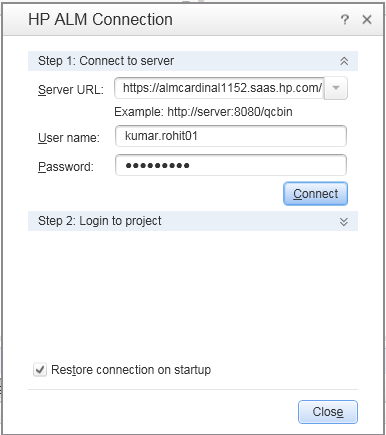 HP ALM Connection
Step 1: Connect to server
Server URL: https://almcardinal1152.saas.hp.com/
Example: http://server:8080/qcbin
User name: kumar.rohit01
Password: ●●●●●●●●●
Connect
Step 2: Login to project
Restore connection on startup
Close